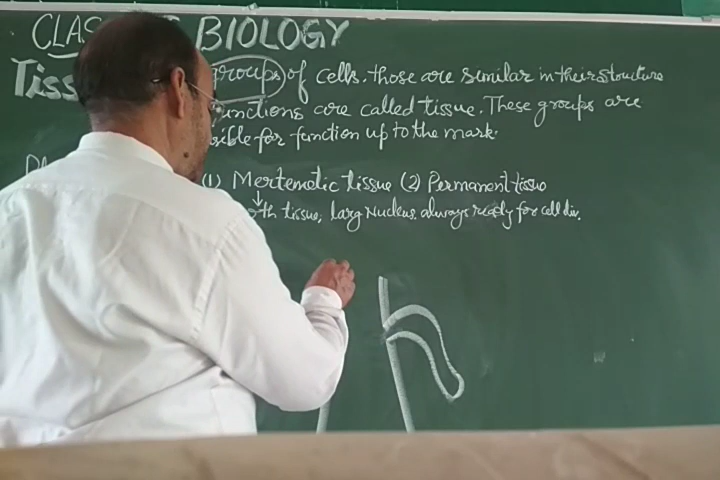 CLAS BIOLOGY
Tiss groups of cells. those are similar in their structure
unctions are called tissue. These groups are
sible for function up to the mark.
(1) Mertematic tissue (2) Permanent tissue
th tissue, larg Nucleus. always ready for cell div.